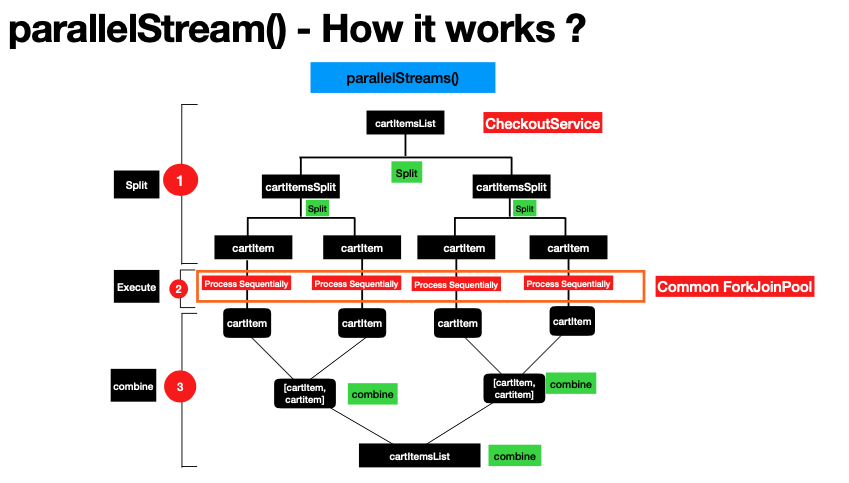 parallelStream() - How it works ?
parallelStreams()
cartItemsList
CheckoutService
Split
1
Split
cartItemsSplit
cartItemsSplit
Split
Split
cartItem
cartItem
cartItem
cartItem
Execute
2
Process Sequentially
Process Sequentially
Process Sequentially
Process Sequentially
Common ForkJoinPool
cartItem
cartItem
cartItem
cartItem
combine
3
[cartItem,
cartitem]
combine
[cartItem,
cartitem]
combine
cartItemsList
combine